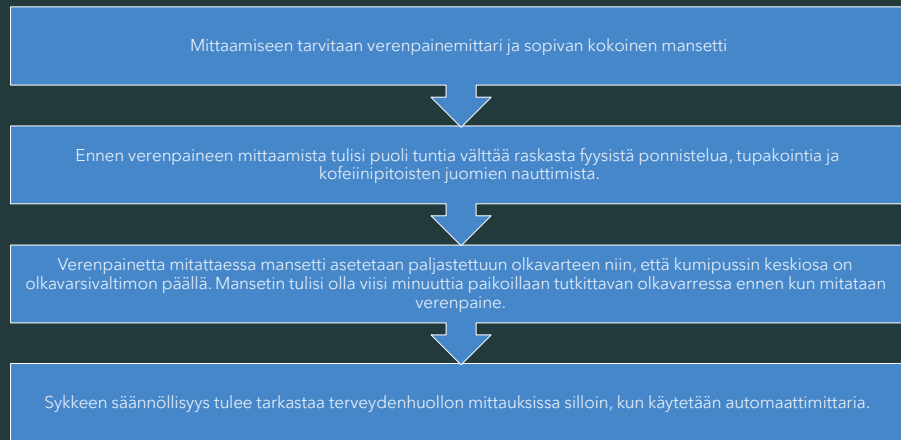 Mittaamiseen tarvitaan verenpainemittari ja sopivan kokoinen mansetti
Ennen verenpaineen mittaamista tulisi puoli tuntia välttää raskasta fyysistä ponnistelua, tupakointia ja
kofeiinipitoisten juomien nauttimista.
Verenpainetta mitattaessa mansetti asetetaan paljastettuun olkavarteen niin, että kumipussin keskiosa on
olkavarsivaltimon päällä. Mansetin tulisi olla viisi minuuttia paikoillaan tutkittavan olkavarressa ennen kun mitataan
verenpaine.
Sykkeen säännöllisyys tulee tarkastaa terveydenhuollon mittauksissa silloin, kun käytetään automaattimittaria.